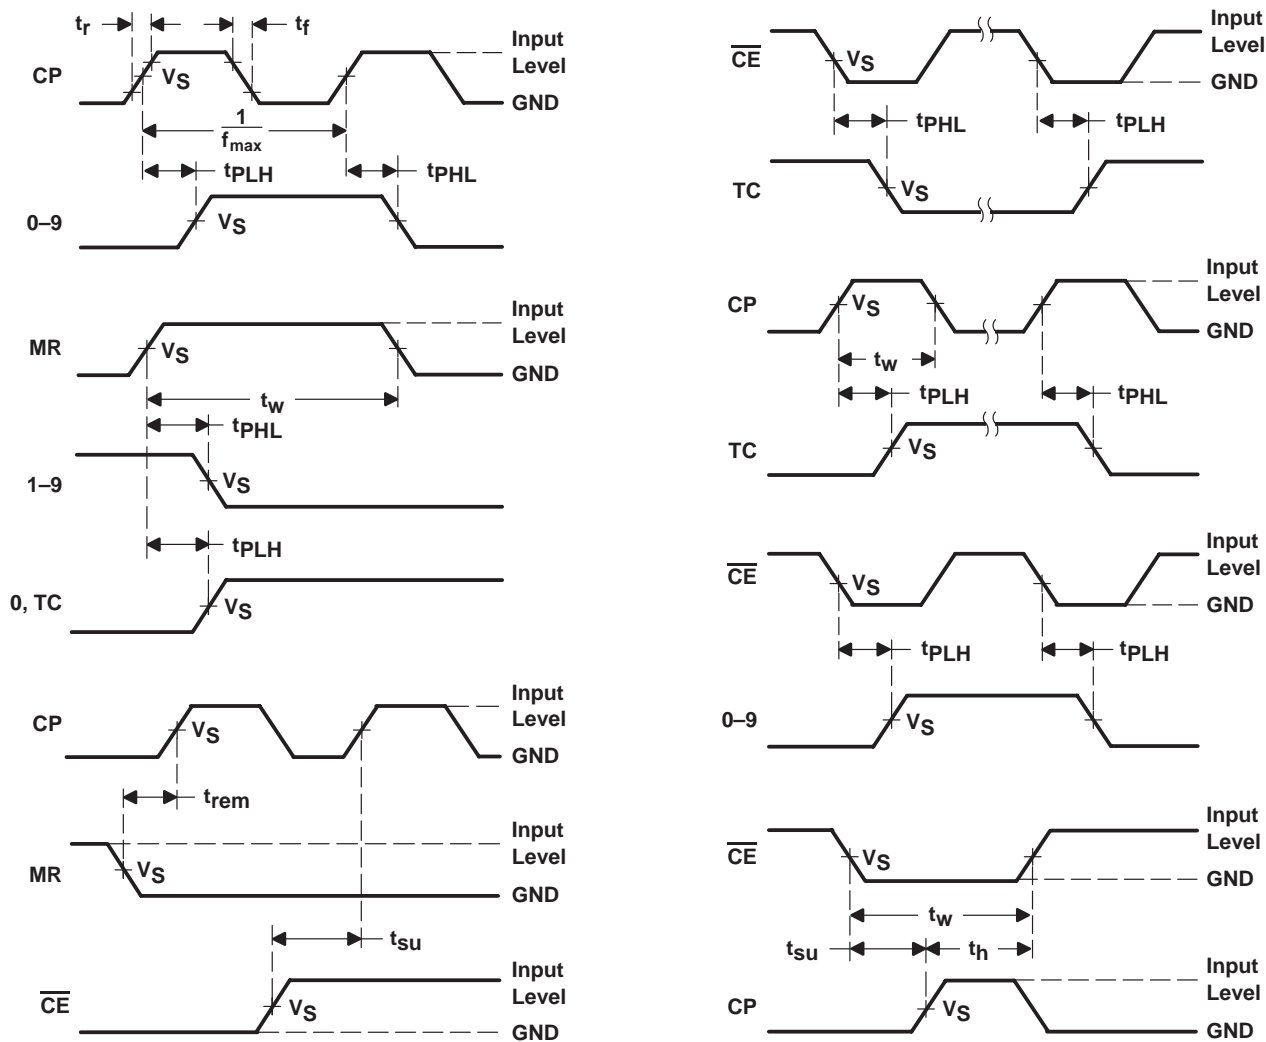 tr
tf
Input
Level
CP
VS
GND
1
fmax
tPLH
tPHL
0–9
VS
Input
Level
MR
VS
GND
tw
tPHL
1–9
VS
tPLH
0, TC
VS
Input
Level
CP
VS
GND
trem
Input
Level
MR
VS
GND
tsu
Input
Level
CE
VS
GND
Input
Level
CE
VS
GND
tPHL
tPLH
TC
VS
Input
Level
CP
VS
GND
tw
tPLH
tPHL
TC
VS
Input
Level
CE
VS
GND
tPLH
tPLH
0–9
VS
Input
Level
CE
VS
GND
tw
tsu
th
Input
Level
CP
VS
GND